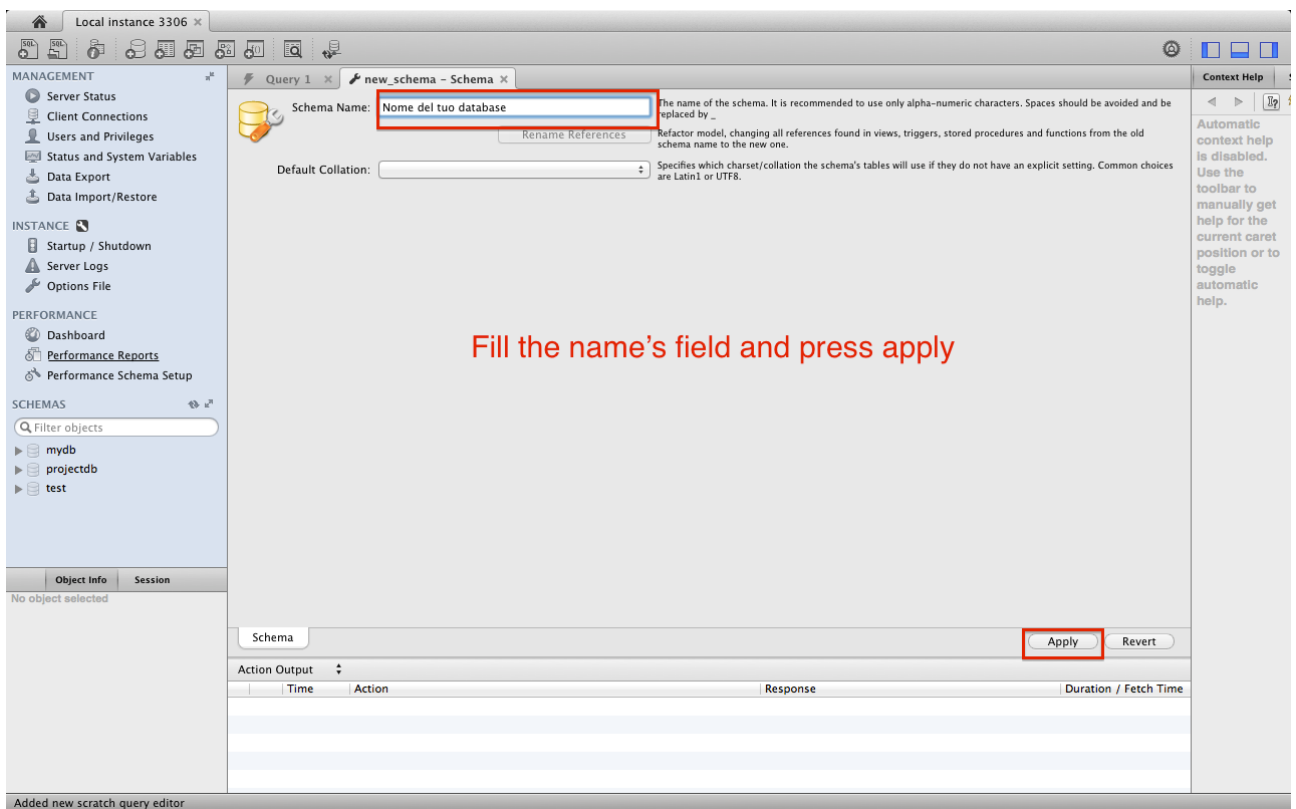 Local instance 3306 ×
SQL SQL
MANAGEMENT
Server Status
Client Connections
Users and Privileges
Status and System Variables
Data Export
Data Import/Restore
INSTANCE
Startup / Shutdown
Server Logs
Options File
PERFORMANCE
Dashboard
Performance Reports
Performance Schema Setup
SCHEMAS
Filter objects
mydb
projectdb
test
Object Info Session
No object selected
Query 1 × new_schema - Schema ×
Schema Name: Nome del tuo database
The name of the schema. It is recommended to use only alpha-numeric characters. Spaces should be avoided and be
replaced by _
Rename References
Refactor model, changing all references found in views, triggers, stored procedures and functions from the old
schema name to the new one.
Default Collation:
Specifies which charset/collation the schema's tables will use if they do not have an explicit setting. Common choices
are Latin1 or UTF8.
Fill the name's field and press apply
Schema
Apply Revert
Action Output
Time Action Response Duration / Fetch Time
Context Help
Automatic
context help
is disabled.
Use the
toolbar to
manually get
help for the
current caret
position or to
toggle
automatic
help.
Added new scratch query editor